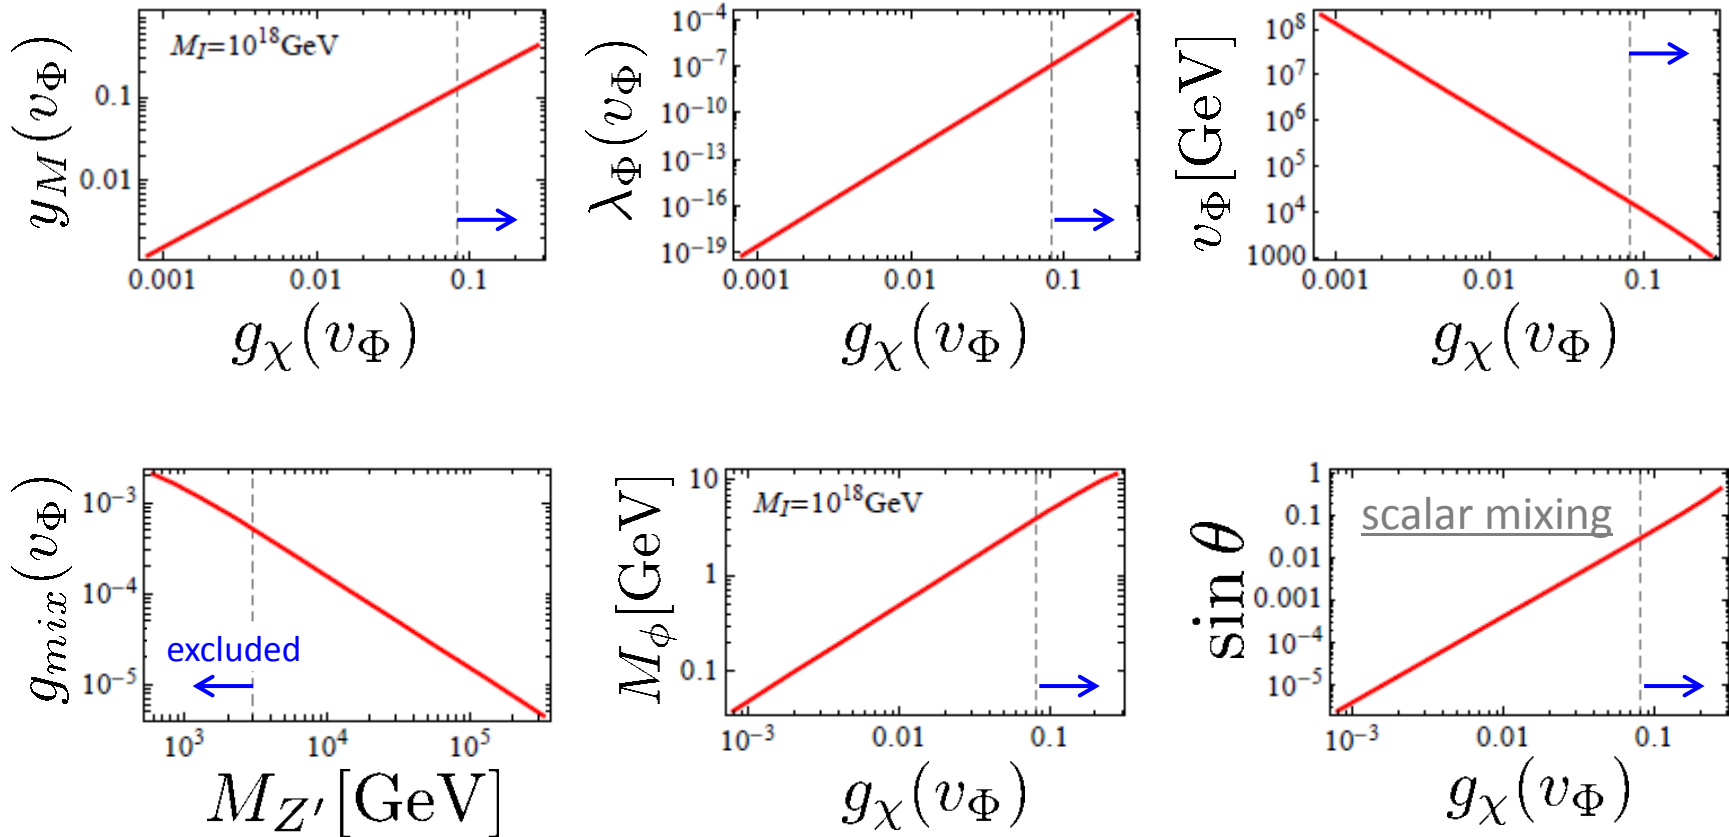 y_M(v_Φ)
M_I=10^18GeV
0.1
0.01
0.001 0.01 0.1
g_χ(v_Φ)
λ_Φ(v_Φ)
10^-4
10^-7
10^-10
10^-13
10^-16
10^-19
0.001 0.01 0.1
g_χ(v_Φ)
v_Φ[GeV]
10^8
10^7
10^6
10^5
10^4
1000
0.001 0.01 0.1
g_χ(v_Φ)
g_mix(v_Φ)
10^-3
10^-4
10^-5
excluded
10^3 10^4 10^5
M_Z'[GeV]
M_ϕ[GeV]
M_I=10^18GeV
10
1
0.1
10^-3 0.01 0.1
g_χ(v_Φ)
sin θ
scalar mixing
1
0.1
0.01
0.001
10^-4
10^-5
10^-3 0.01 0.1
g_χ(v_Φ)